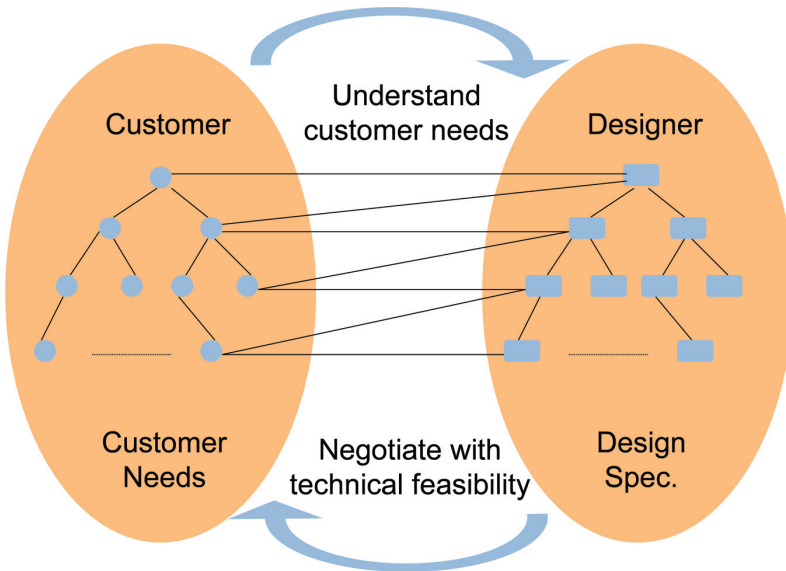 Customer
Understand
customer needs
Designer
Customer
Needs
Negotiate with
technical feasibility
Design
Spec.